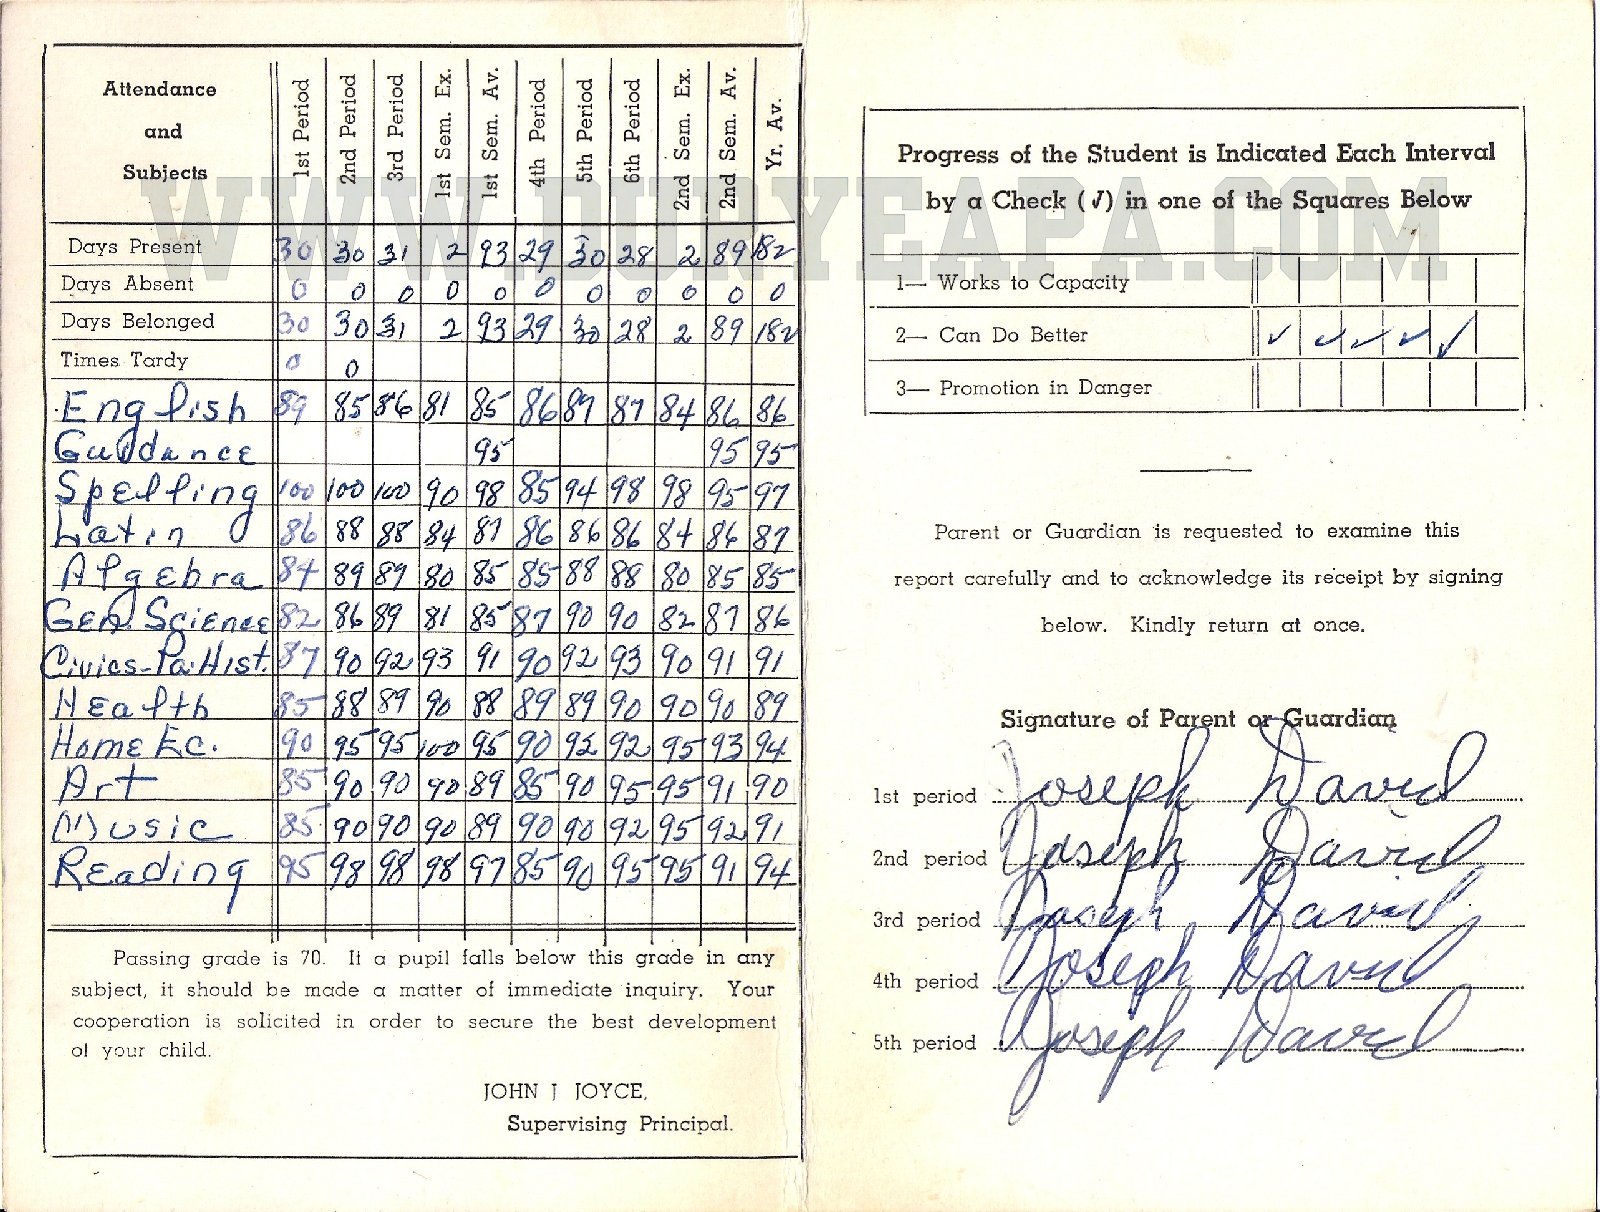 Attendance and Subjects 1st Period 2nd Period 3rd Period 1st Sem. Ex. 1st Sem. Av. 4th Period 5th Period 6th Period 2nd Sem. Ex. 2nd Sem. Av. Yr. Av.
WWW.DURYEAPA.COM
Days Present 30 30 31 2 93 29 30 28 2 89 182
Days Absent 0 0 0 0 0 0 0 0 0 0 0
Days Belonged 30 30 31 2 93 29 30 28 2 89 182
Times Tardy 0 0
English 89 85 86 81 85 86 87 87 84 86 86
Guidance 95 95 95
Spelling 100 100 100 90 98 85 94 98 98 95 97
Latin 86 88 88 84 87 86 86 86 84 86 87
Algebra 84 89 89 80 85 85 88 88 80 85 85
Gen. Science 82 86 89 81 85 87 90 90 82 87 86
Civics-Pa. Hist. 87 90 92 93 91 90 92 93 90 91 91
Health 85 88 89 90 88 89 89 90 90 90 89
Home Ec. 90 95 95 100 95 90 92 92 95 93 94
Art 85 90 90 90 89 85 90 95 95 91 90
Music 85 90 90 90 89 90 90 92 95 92 91
Reading 95 98 98 98 97 85 90 95 95 91 94
Passing grade is 70. If a pupil falls below this grade in any
subject, it should be made a matter of immediate inquiry. Your
cooperation is solicited in order to secure the best development
of your child.
JOHN J JOYCE,
Supervising Principal.
Progress of the Student is Indicated Each Interval
by a Check (√) in one of the Squares Below
1— Works to Capacity
2— Can Do Better ✓ ✓ ✓ ✓ ✓
3— Promotion in Danger
Parent or Guardian is requested to examine this
report carefully and to acknowledge its receipt by signing
below. Kindly return at once.
Signature of Parent or Guardian
1st period Joseph David
2nd period Joseph David
3rd period Joseph David
4th period Joseph David
5th period Joseph David